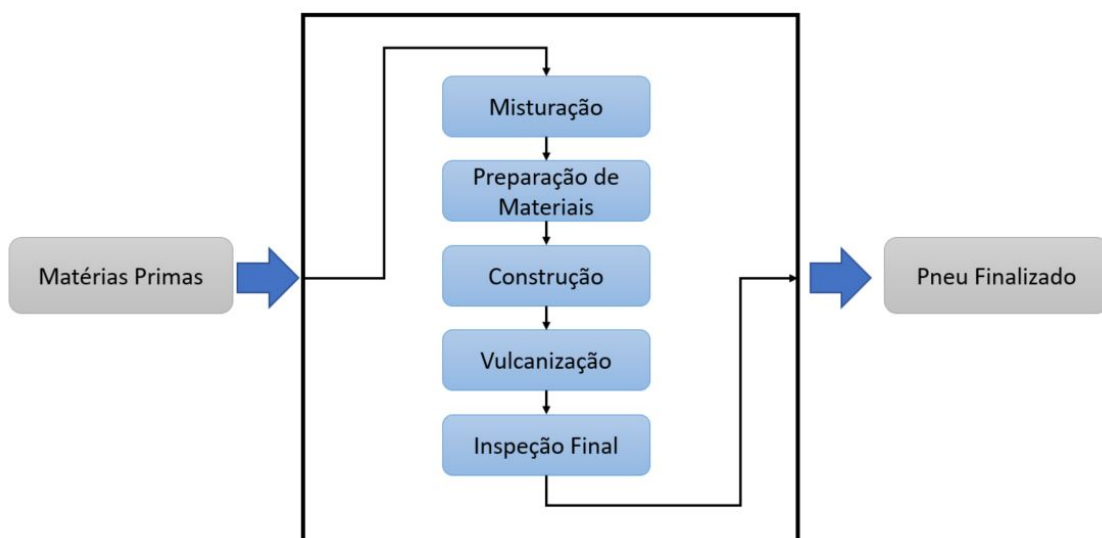 Matérias Primas
Misturação
Preparação de
Materiais
Construção
Vulcanização
Inspeção Final
Pneu Finalizado